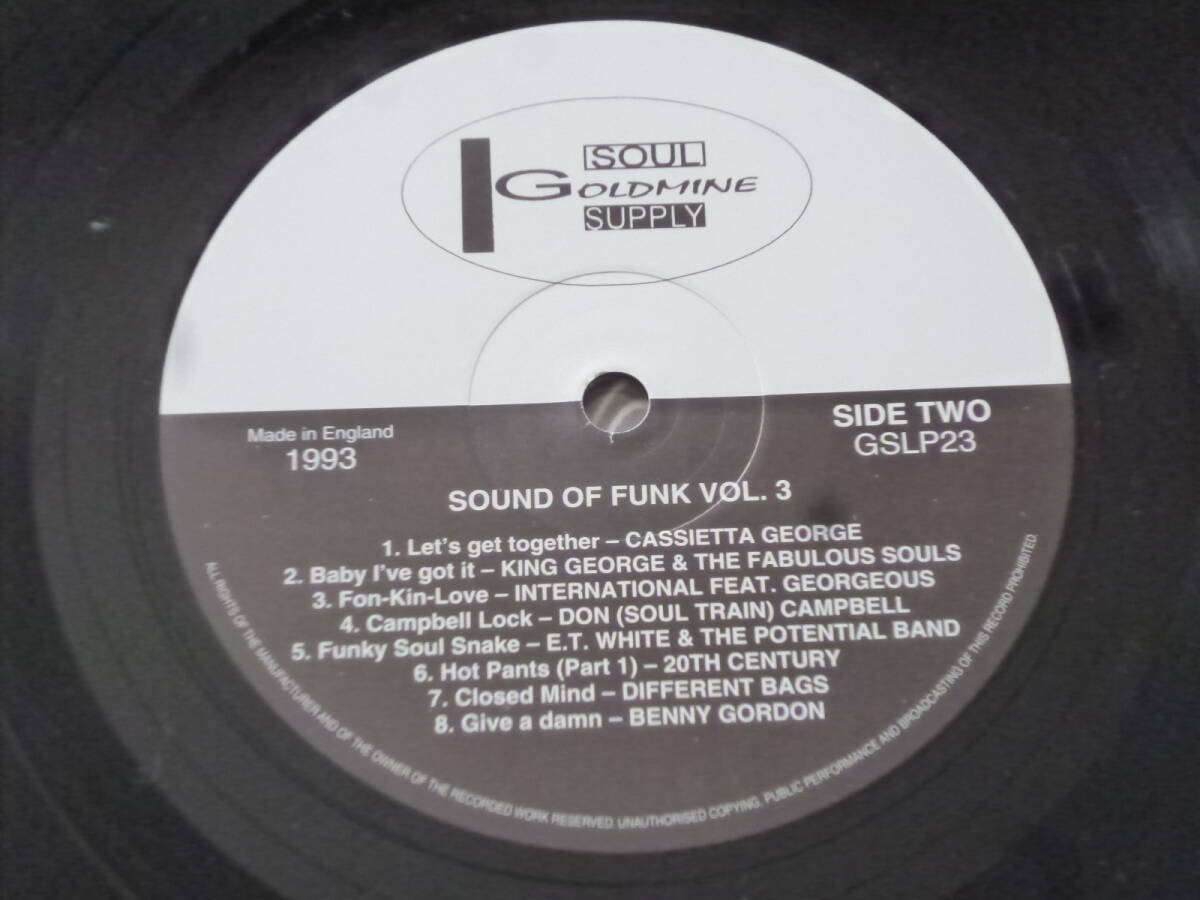 SOUL
GOLDMINE
SUPPLY
Made in England
1993
SIDE TWO
GSLP23
SOUND OF FUNK VOL. 3
1. Let's get together – CASSIETTA GEORGE
2. Baby I've got it – KING GEORGE & THE FABULOUS SOULS
3. Fon-Kin-Love – INTERNATIONAL FEAT. GEORGEOUS
4. Campbell Lock – DON (SOUL TRAIN) CAMPBELL
5. Funky Soul Snake – E.T. WHITE & THE POTENTIAL BAND
6. Hot Pants (Part 1) – 20TH CENTURY
7. Closed Mind – DIFFERENT BAGS
8. Give a damn – BENNY GORDON
ALL RIGHTS OF THE MANUFACTURER AND OF THE OWNER OF THE RECORDED WORK RESERVED. UNAUTHORISED COPYING. PUBLIC PERFORMANCE AND BROADCASTING OF THIS RECORD PROHIBITED.